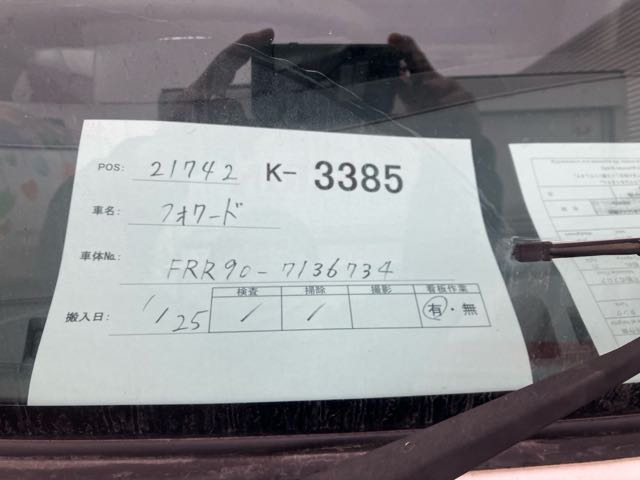 POS: 21742 K- 3385
車名: フォワード
車体No. FRR90-7136734
検査 掃除 撮影 看板作業
搬入日: 1/25 / / 有・無